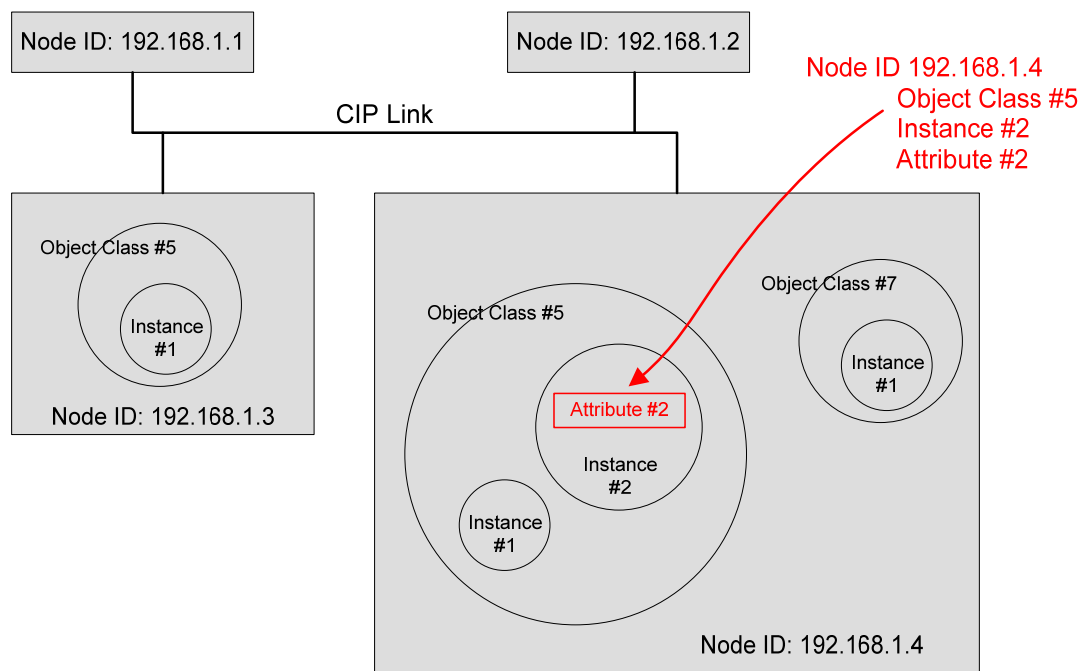 Node ID: 192.168.1.1
Node ID: 192.168.1.2
Node ID 192.168.1.4
Object Class #5
Instance #2
Attribute #2
CIP Link
Object Class #5
Instance
#1
Node ID: 192.168.1.3
Object Class #5
Attribute #2
Instance
#2
Instance
#1
Object Class #7
Instance
#1
Node ID: 192.168.1.4